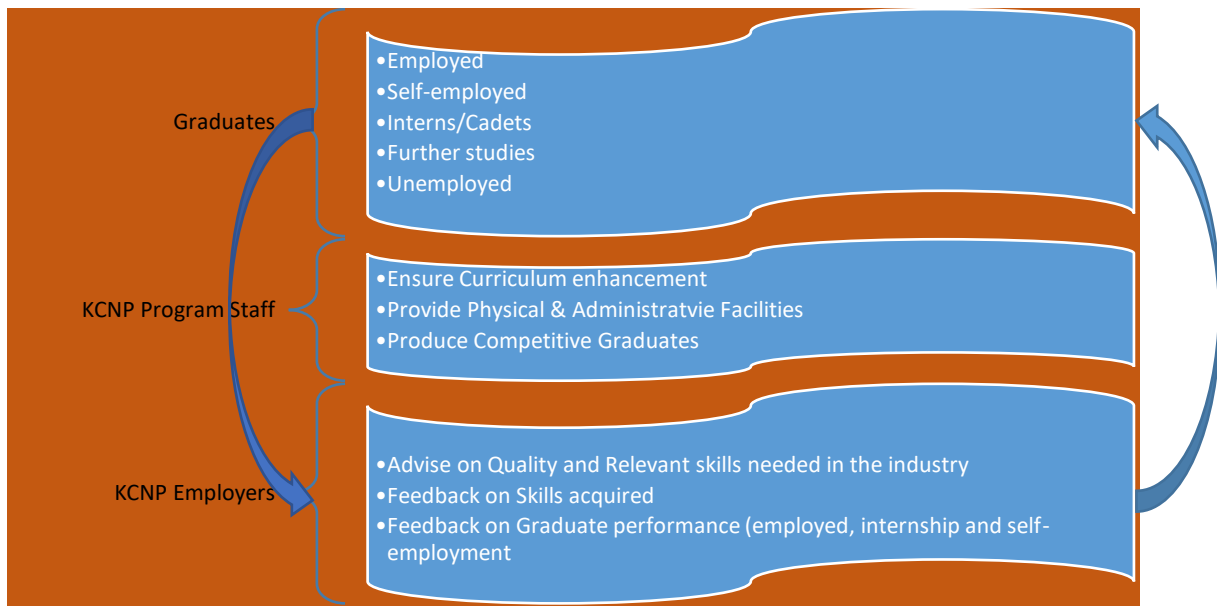 Graduates
•Employed
•Self-employed
•Interns/Cadets
•Further studies
•Unemployed
KCNP Program Staff
•Ensure Curriculum enhancement
•Provide Physical & Administratvie Facilities
•Produce Competitive Graduates
KCNP Employers
•Advise on Quality and Relevant skills needed in the industry
•Feedback on Skills acquired
•Feedback on Graduate performance (employed, internship and self-
employment